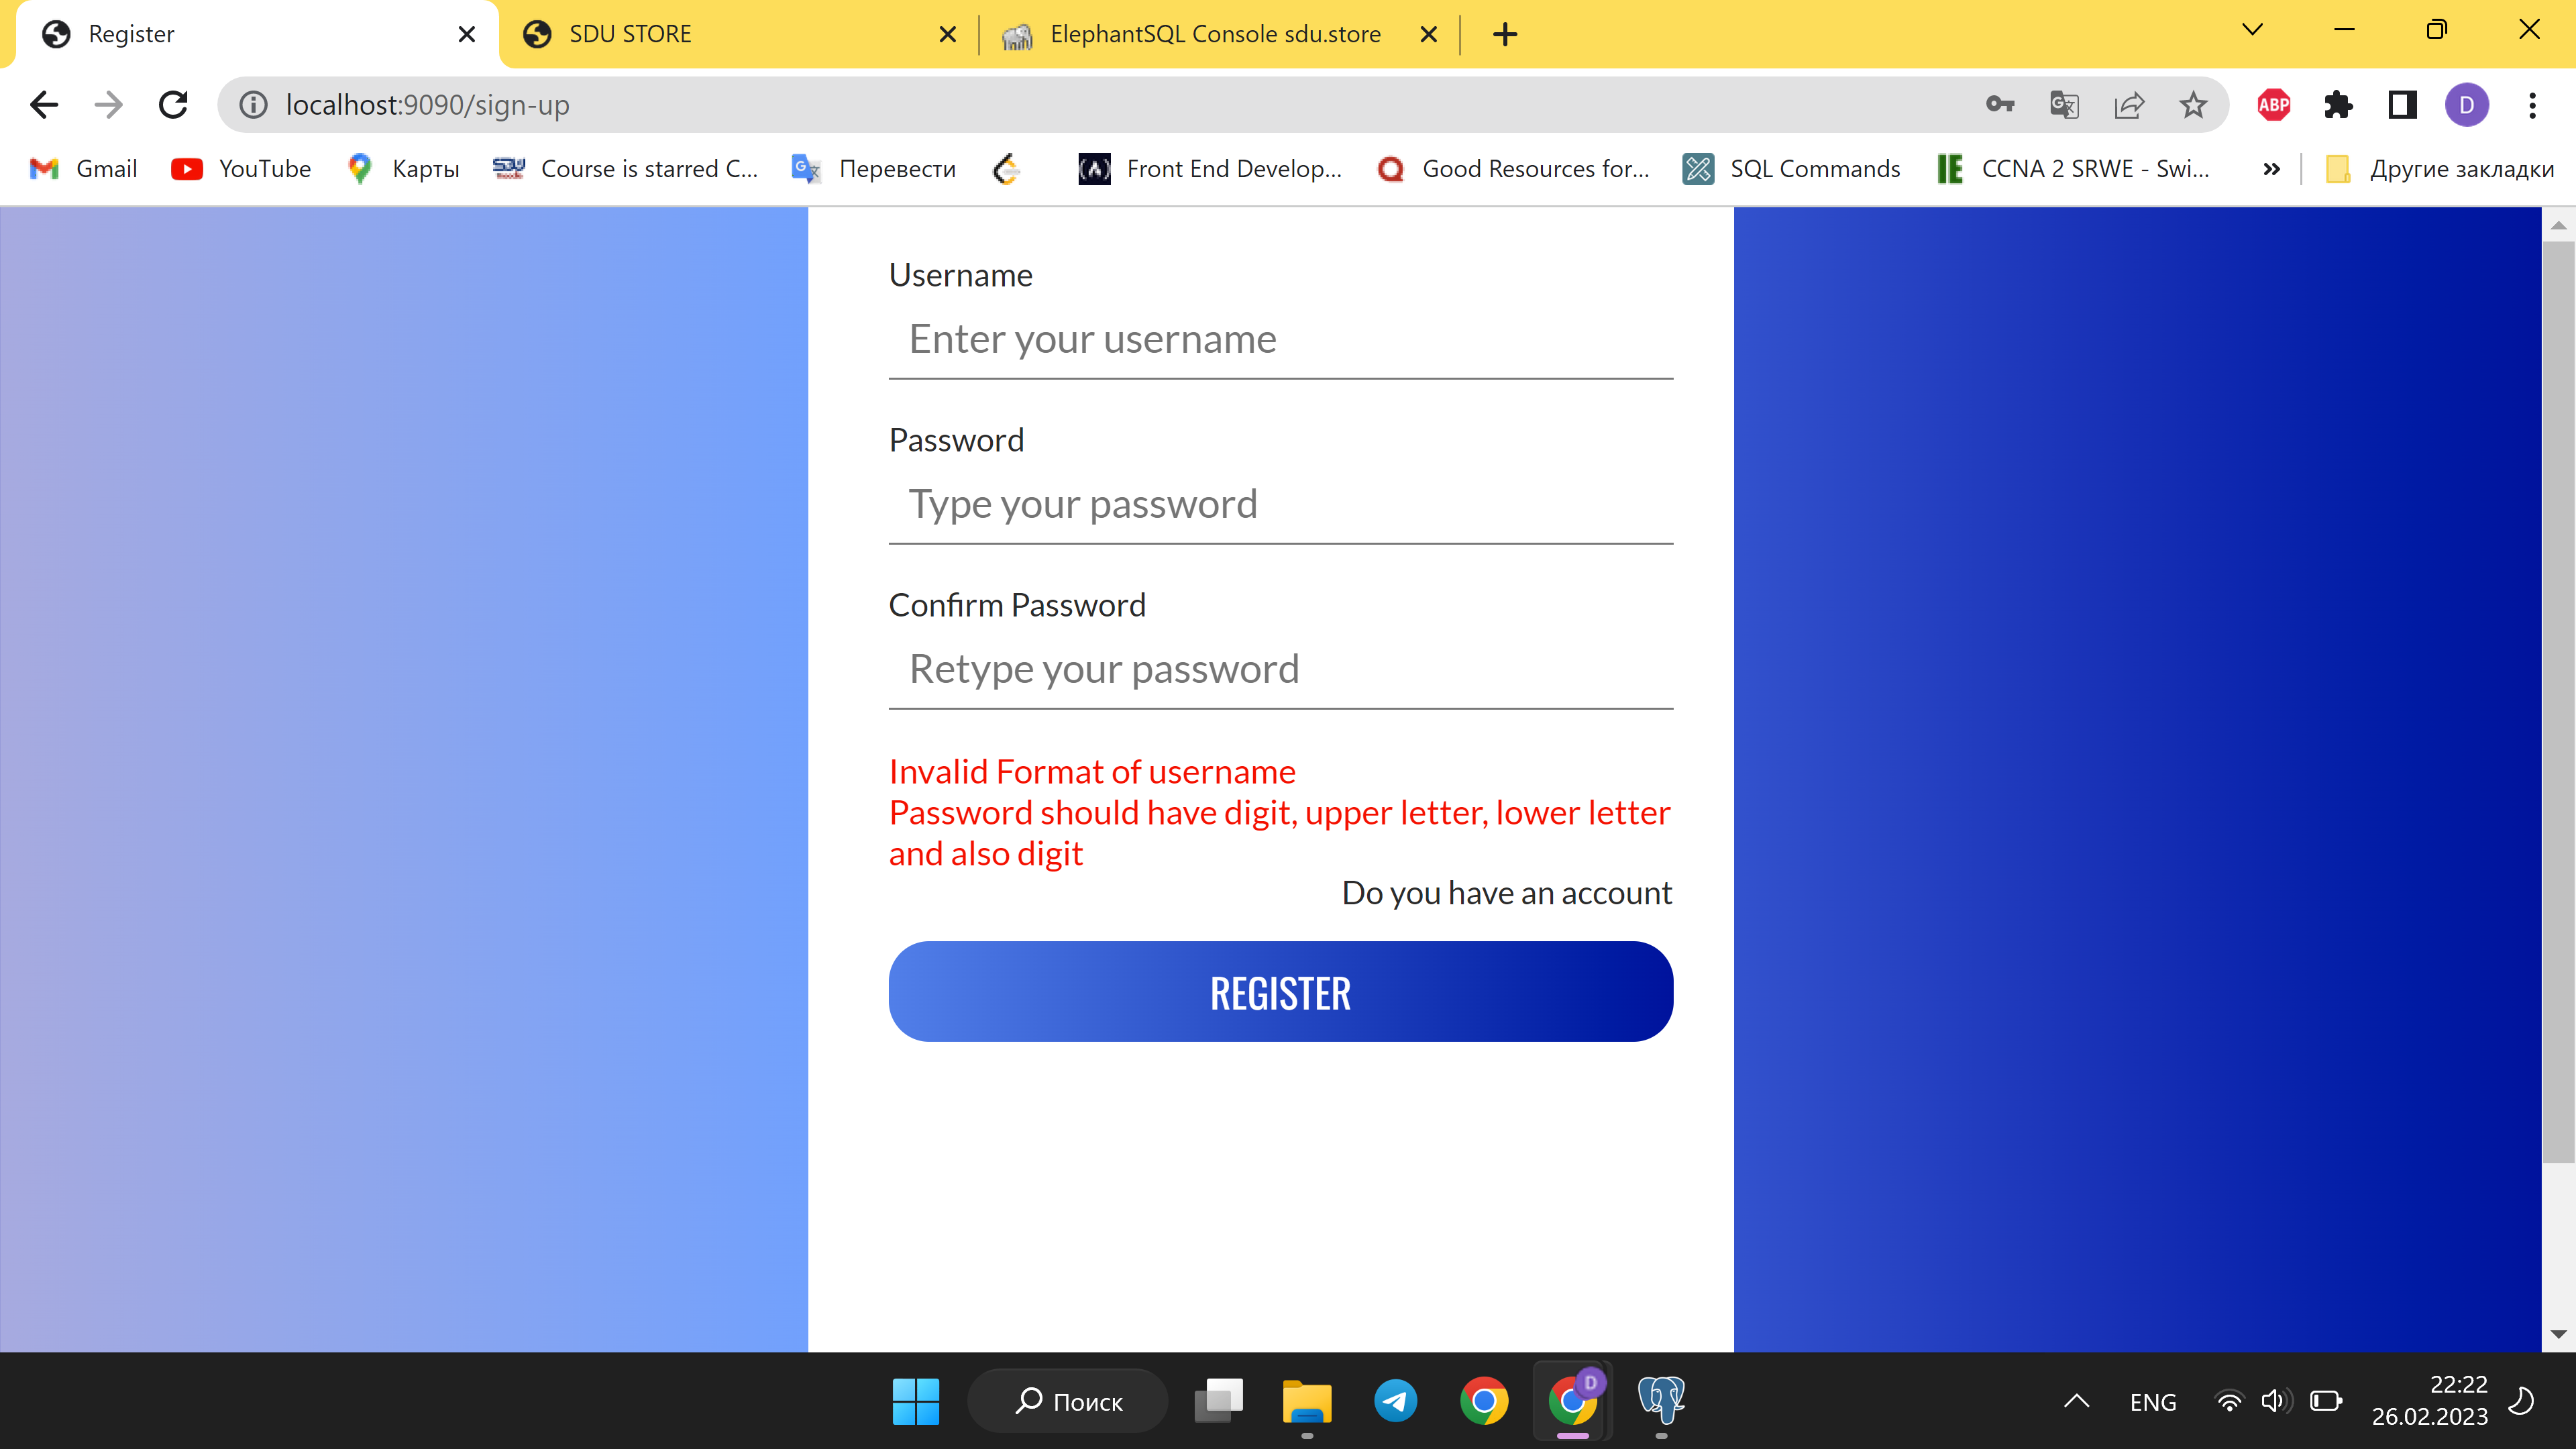 Register
SDU STORE
ElephantSQL Console sdu.store
localhost:9090/sign-up
ABP
D
Gmail
YouTube
Карты
Course is starred C...
Перевести
Front End Develop...
Good Resources for...
SQL Commands
IE
CCNA 2 SRWE - Swi...
»
Другие закладки
Username
Enter your username
Password
Type your password
Confirm Password
Retype your password
Invalid Format of username
Password should have digit, upper letter, lower letter
and also digit
Do you have an account
REGISTER
Поиск
D
ENG
22:22
26.02.2023